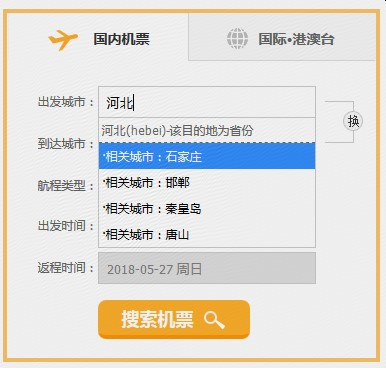 国内机票
国际•港澳台
出发城市：
河北
换
河北(hebei)-该目的地为省份
到达城市：
·相关城市：石家庄
航程类型：
·相关城市：邯郸
·相关城市：秦皇岛
出发时间：
·相关城市：唐山
返程时间：
2018-05-27 周日
搜索机票